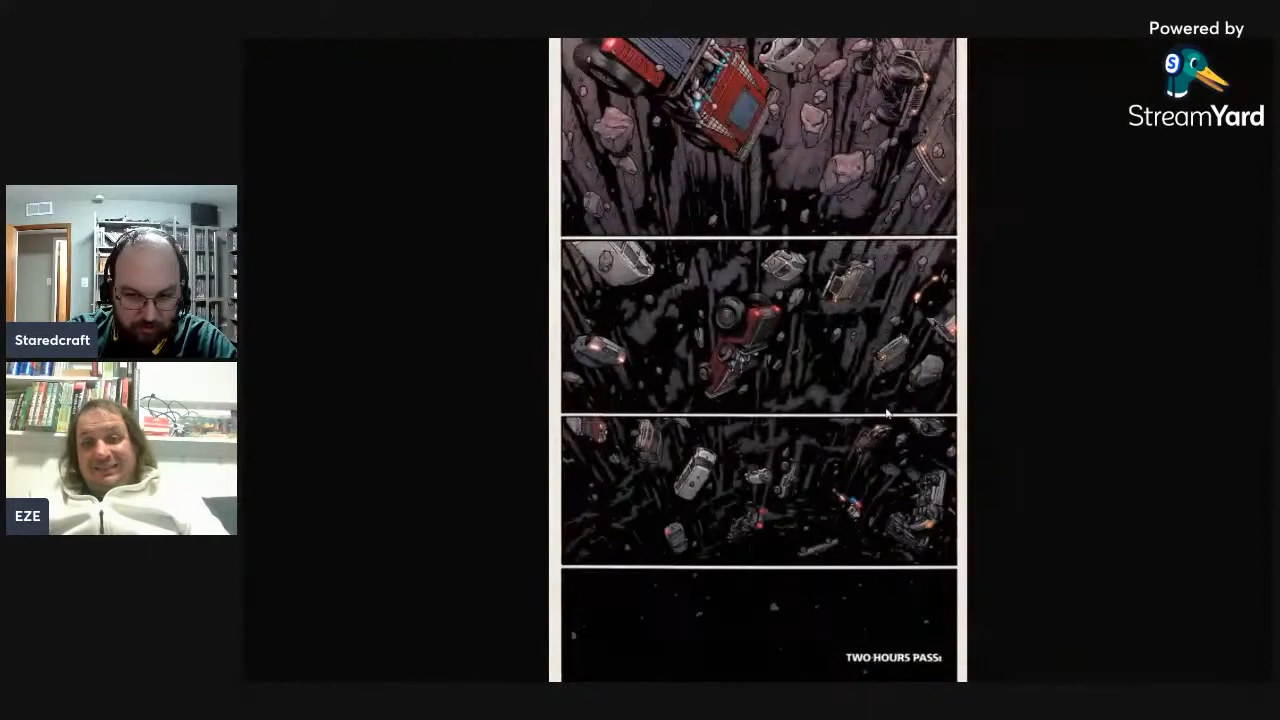 Powered by
StreamYard
Staredcraft
EZE
TWO HOURS PASS: